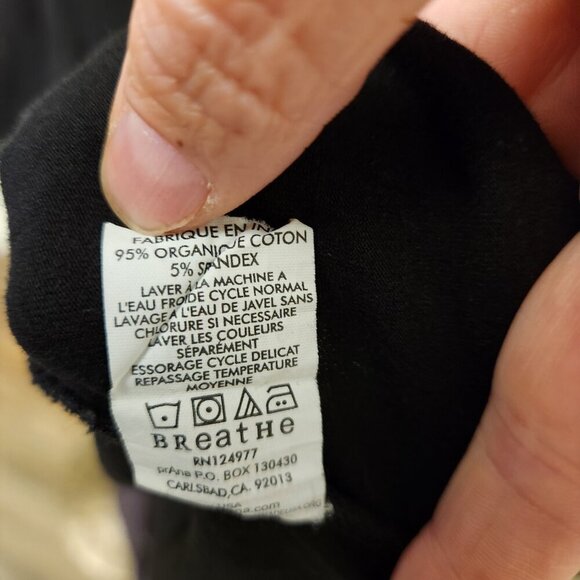 FABRIQUE EN
95% ORGANIQUE COTON
5% SPANDEX
LAVER À LA MACHINE A
L'EAU FROIDE CYCLE NORMAL
LAVAGE A L'EAU DE JAVEL SANS
CHLORURE SI NECESSAIRE
LAVER LES COULEURS
SÉPARÉMENT
ESSORAGE CYCLE DELICAT
REPASSAGE TEMPERATURE
MOYENNE
BReatHe
RN124977
prAna P.O. BOX 130430
CARLSBAD,CA. 92013
USA